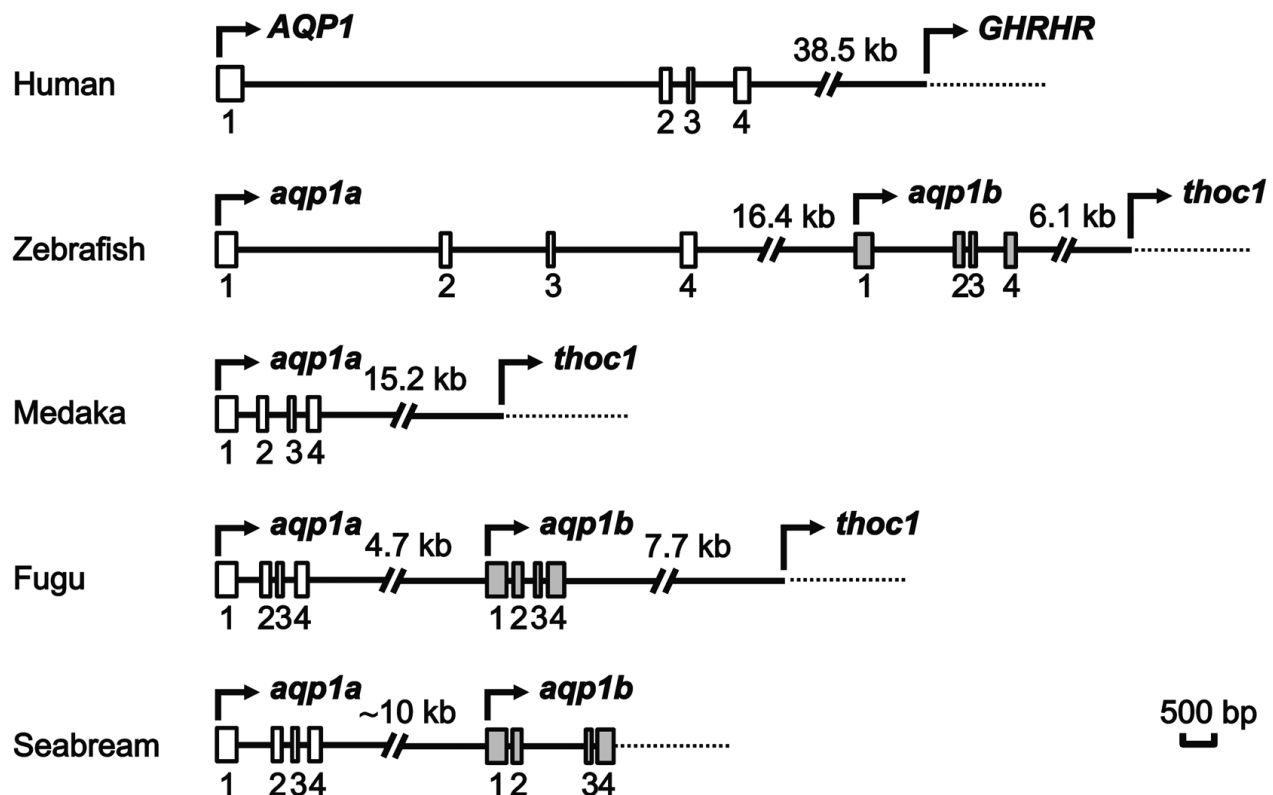 AQP1 38.5 kb GHRHR
Human
1 2 3 4
aqp1a 16.4 kb aqp1b 6.1 kb thoc1
Zebrafish
1 2 3 4 1 23 4
aqp1a 15.2 kb thoc1
Medaka
1 2 3 4
aqp1a 4.7 kb aqp1b 7.7 kb thoc1
Fugu
1 234 12 34
aqp1a ~10 kb aqp1b 500 bp
Seabream
1 234 12 34